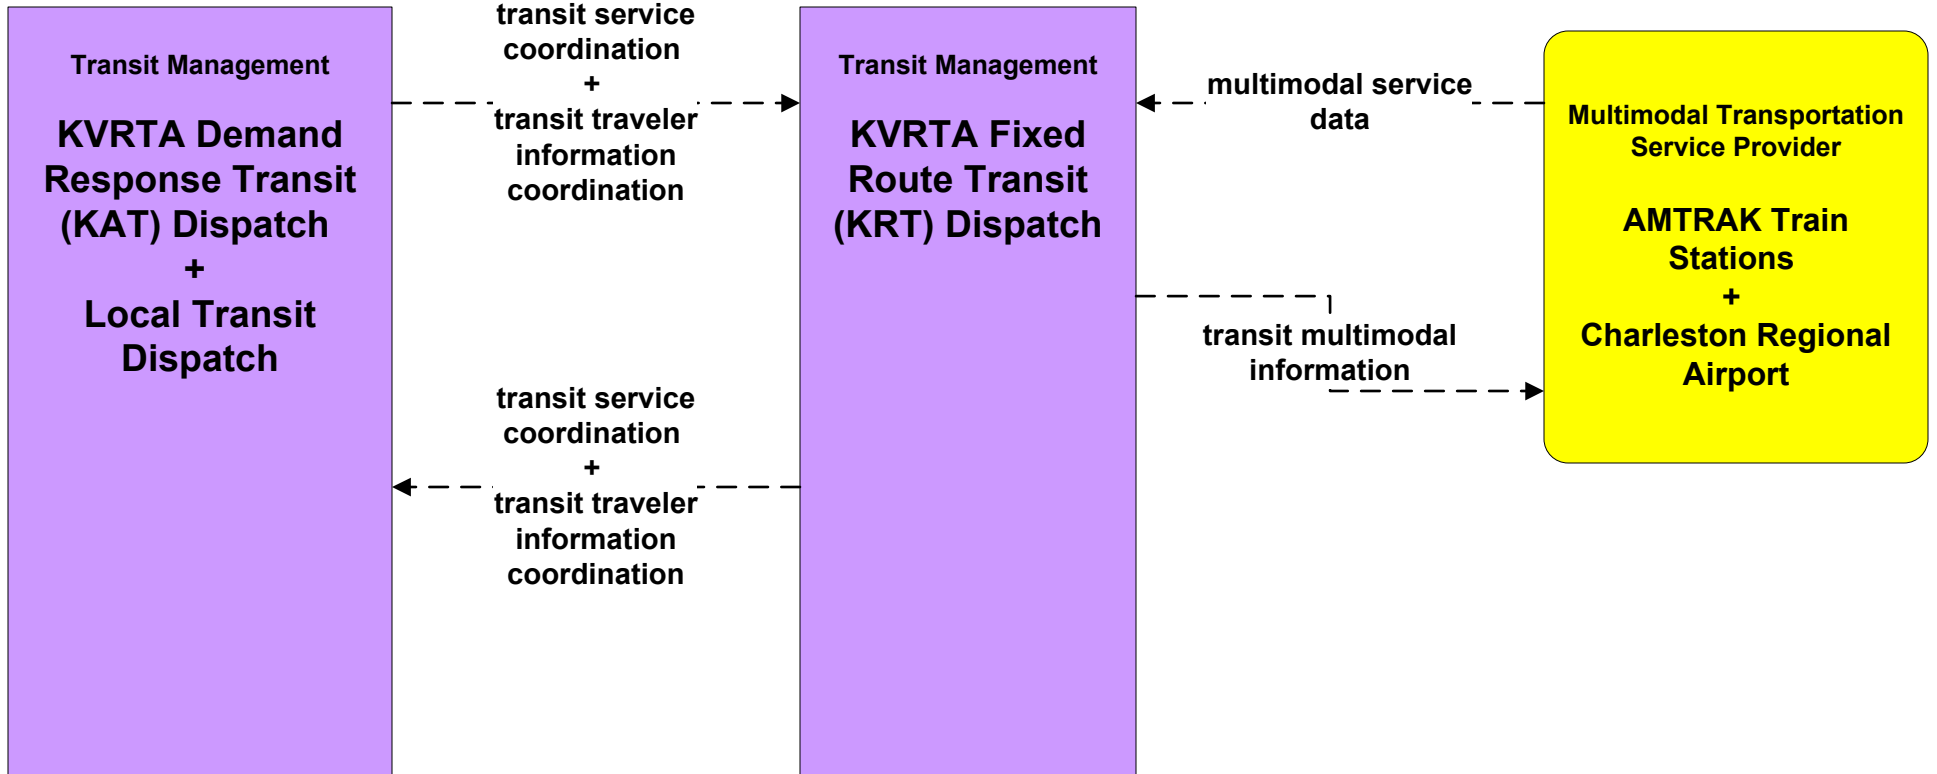 Transit Management
KVRTA Demand
Response Transit
(KAT) Dispatch
+
Local Transit
Dispatch
transit service
coordination
+
transit traveler
information
coordination
transit service
coordination
+
transit traveler
information
coordination
Transit Management
KVRTA Fixed
Route Transit
(KRT) Dispatch
multimodal service
data
transit multimodal
information
Multimodal Transportation
Service Provider
AMTRAK Train
Stations
+
Charleston Regional
Airport